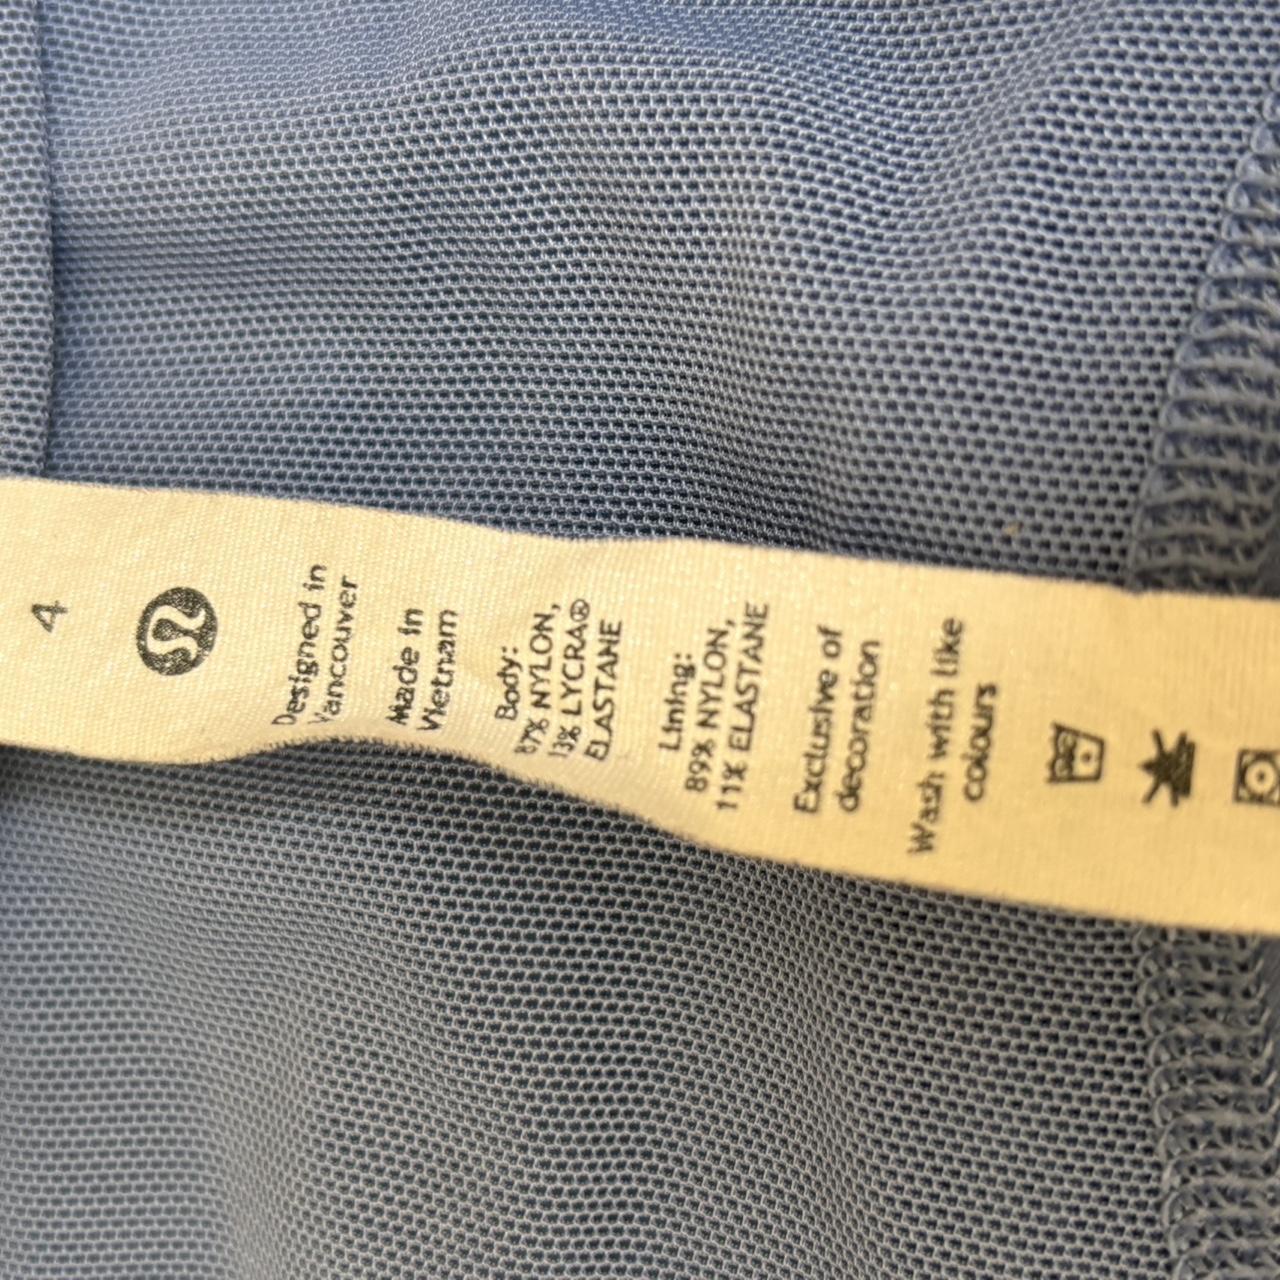 4
Designed in
Vancouver
Made in
Vietnam
Body:
87% NYLON,
13% LYCRA®
ELASTANE
Lining:
89% NYLON,
11% ELASTANE
Exclusive of
decoration
Wash with like
colours